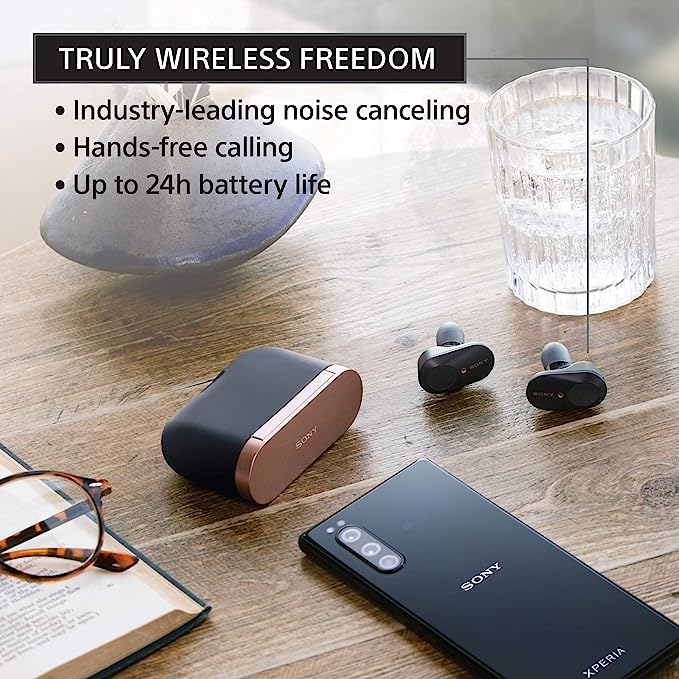 TRULY WIRELESS FREEDOM
• Industry-leading noise canceling
• Hands-free calling
• Up to 24h battery life
SONY
SONY
SONY
SONY
XPERIA